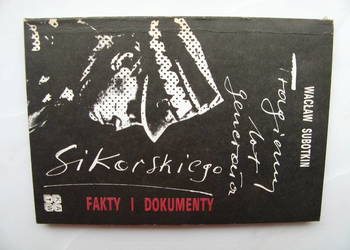 WACŁAW SUBOTKIN
Tragiczny
lot
generała
Sikorskiego
FAKTY I DOKUMENTY